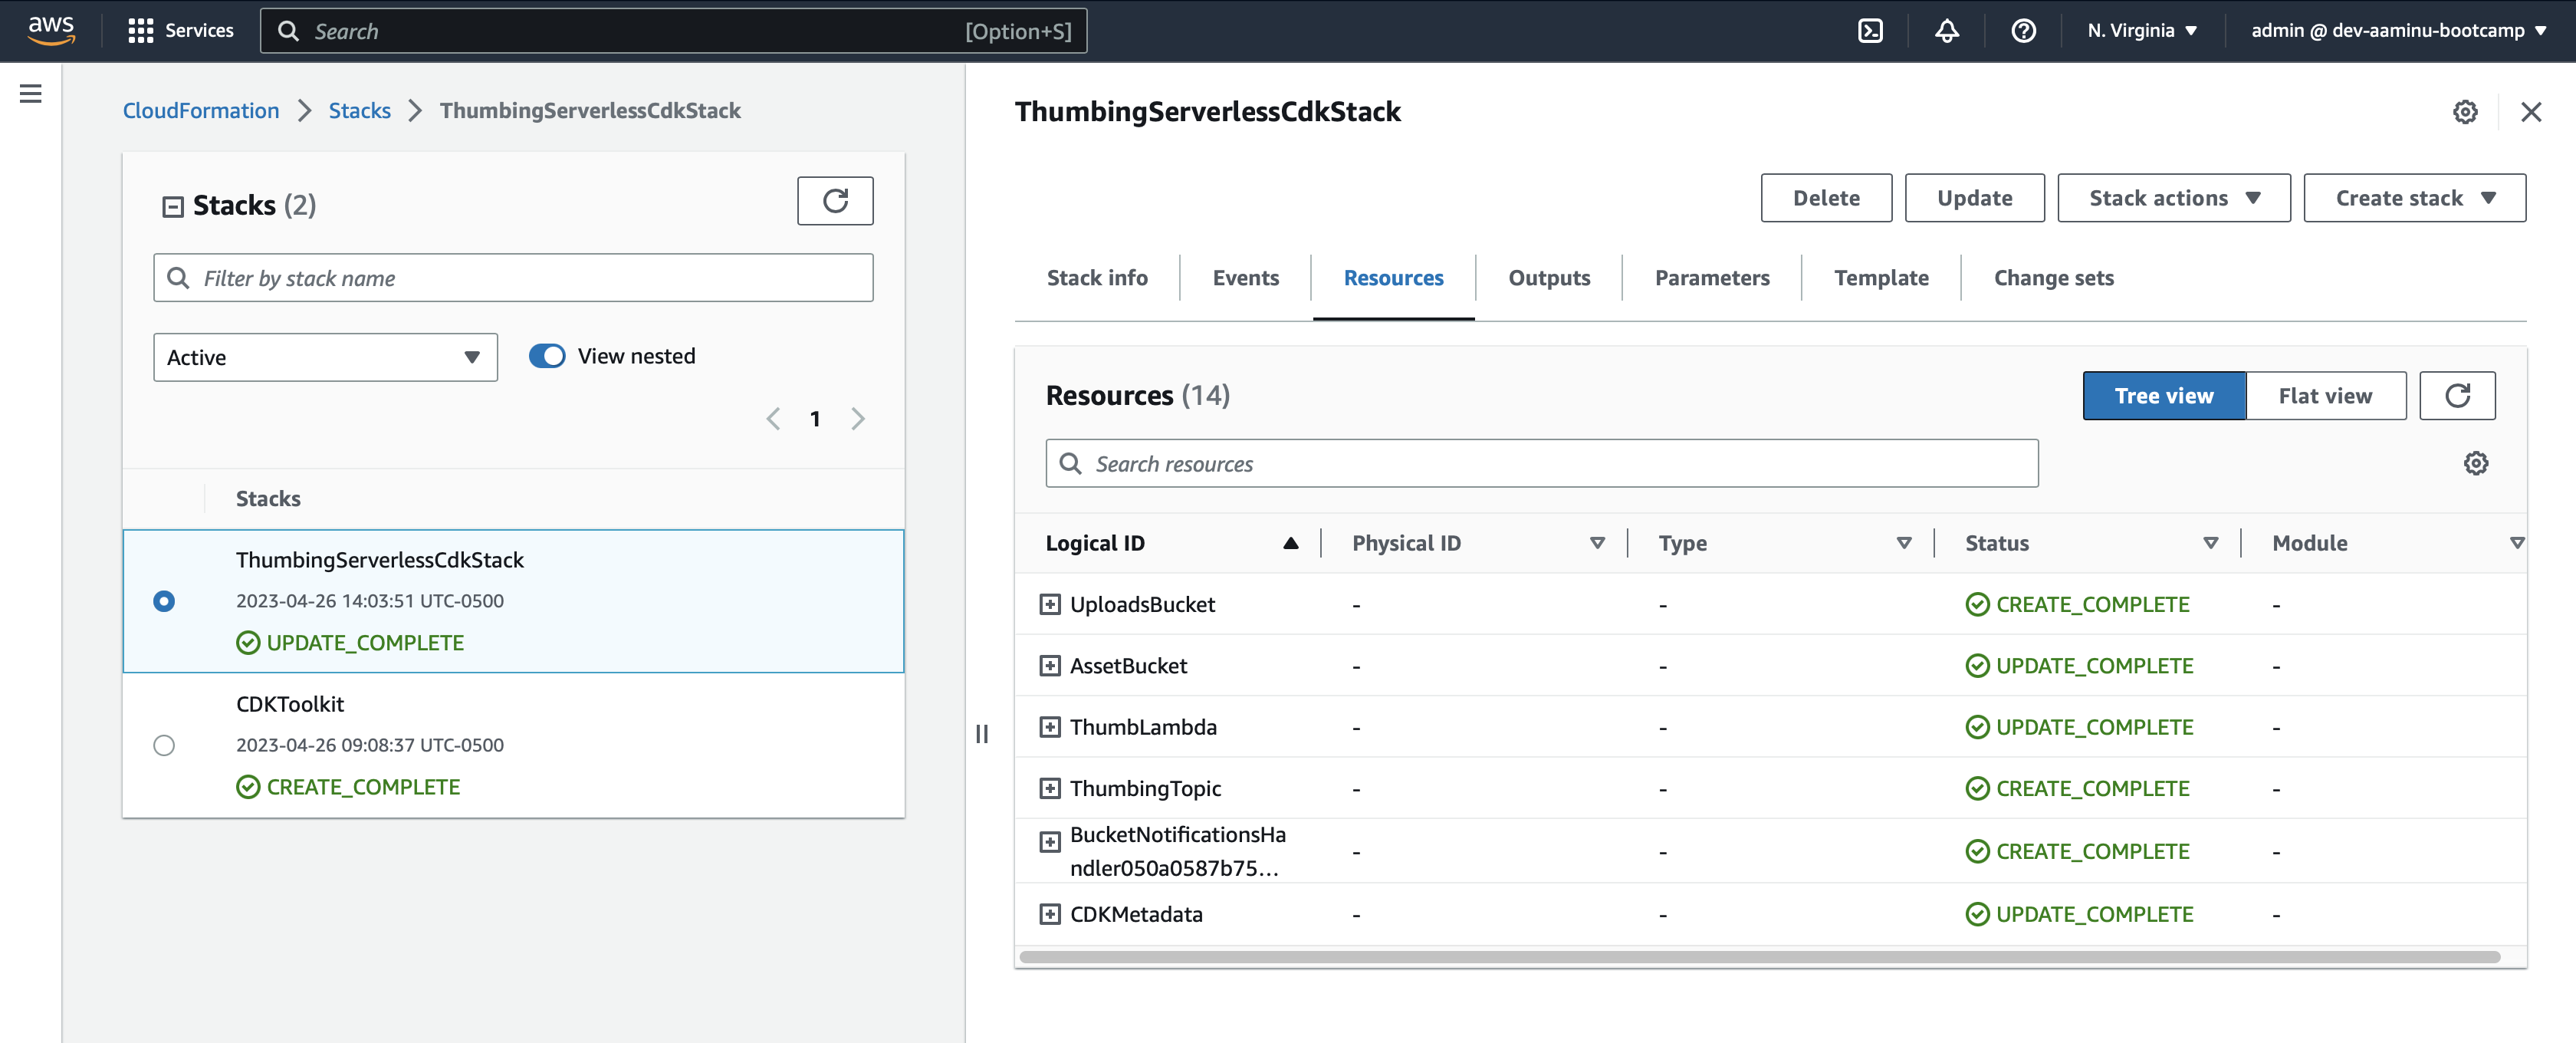 aws
Services
Search
[Option+S]
N. Virginia
admin @ dev-aaminu-bootcamp
CloudFormation
Stacks
ThumbingServerlessCdkStack
Stacks (2)
Filter by stack name
Active
View nested
1
Stacks
ThumbingServerlessCdkStack
2023-04-26 14:03:51 UTC-0500
UPDATE_COMPLETE
CDKToolkit
2023-04-26 09:08:37 UTC-0500
CREATE_COMPLETE
ThumbingServerlessCdkStack
Delete
Update
Stack actions
Create stack
Stack info
Events
Resources
Outputs
Parameters
Template
Change sets
Resources (14)
Tree view
Flat view
Search resources
Logical ID
Physical ID
Type
Status
Module
UploadsBucket - - CREATE_COMPLETE -
AssetBucket - - UPDATE_COMPLETE -
ThumbLambda - - UPDATE_COMPLETE -
ThumbingTopic - - CREATE_COMPLETE -
BucketNotificationsHa
ndler050a0587b75... - - CREATE_COMPLETE -
CDKMetadata - - UPDATE_COMPLETE -